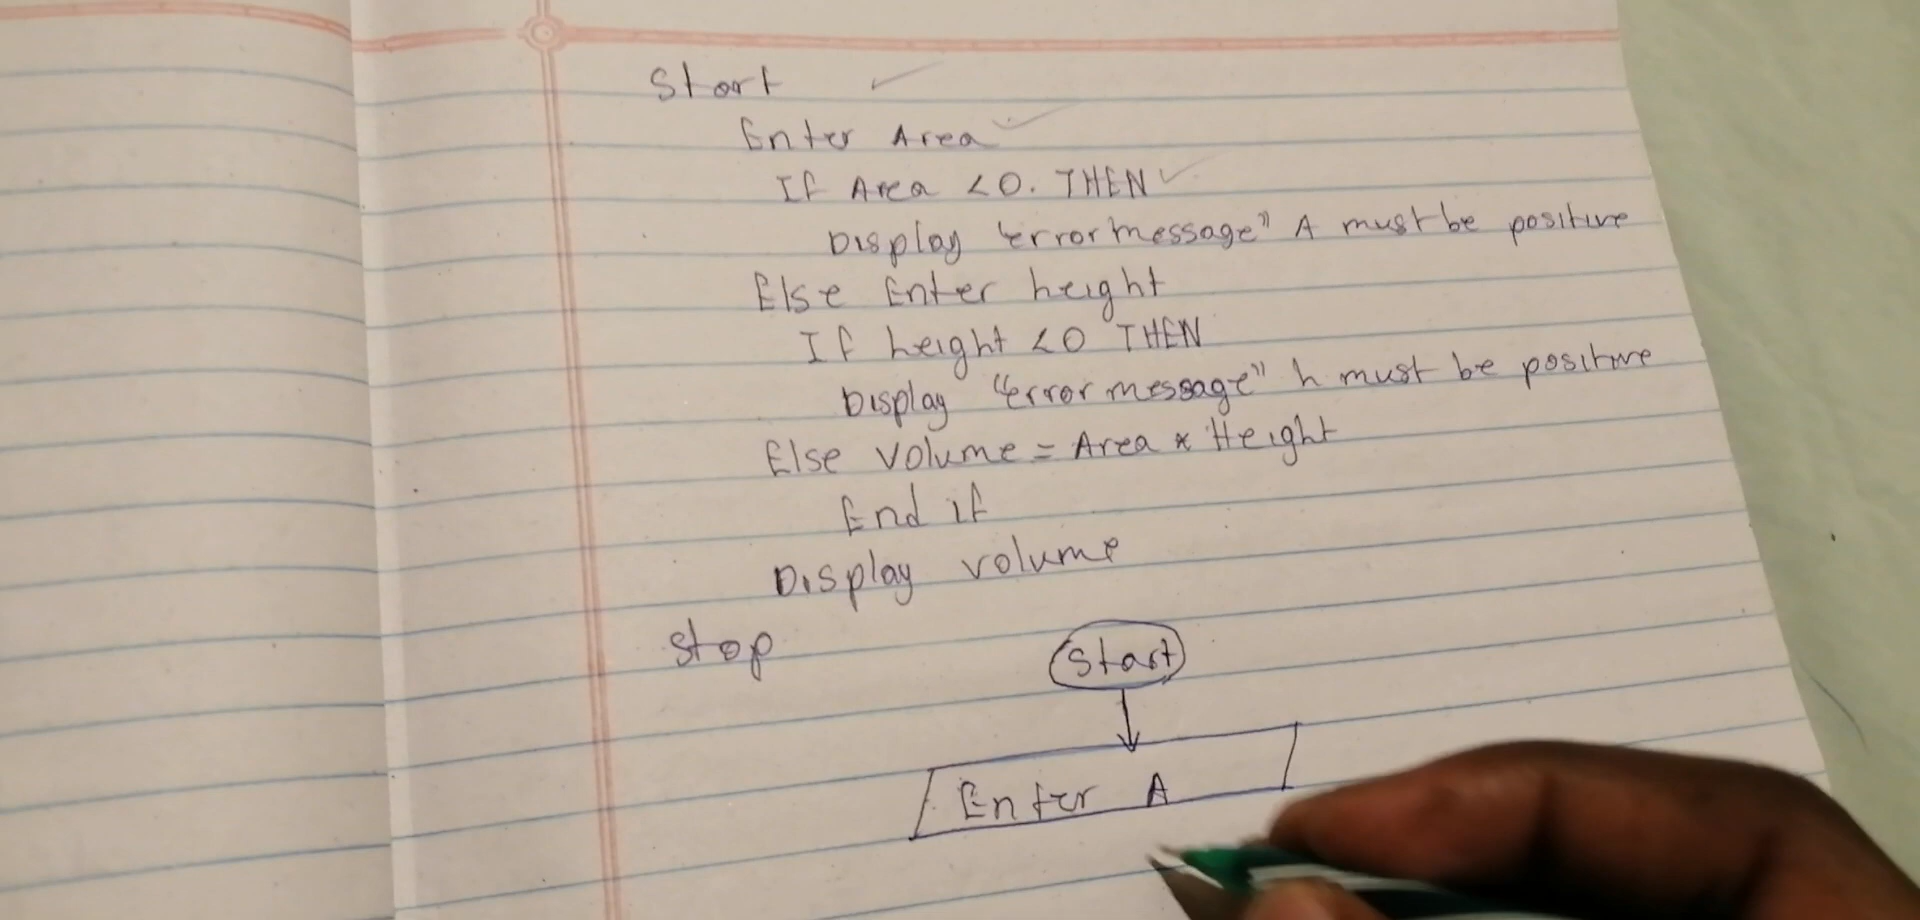 Start
Enter Area
If Area <0. THEN
Display "error message" A must be positive
Else Enter height
If height <0 THEN
Display "error message" h must be positive
Else Volume = Area * Height
End if
Display volume
Stop
Start
Enter A